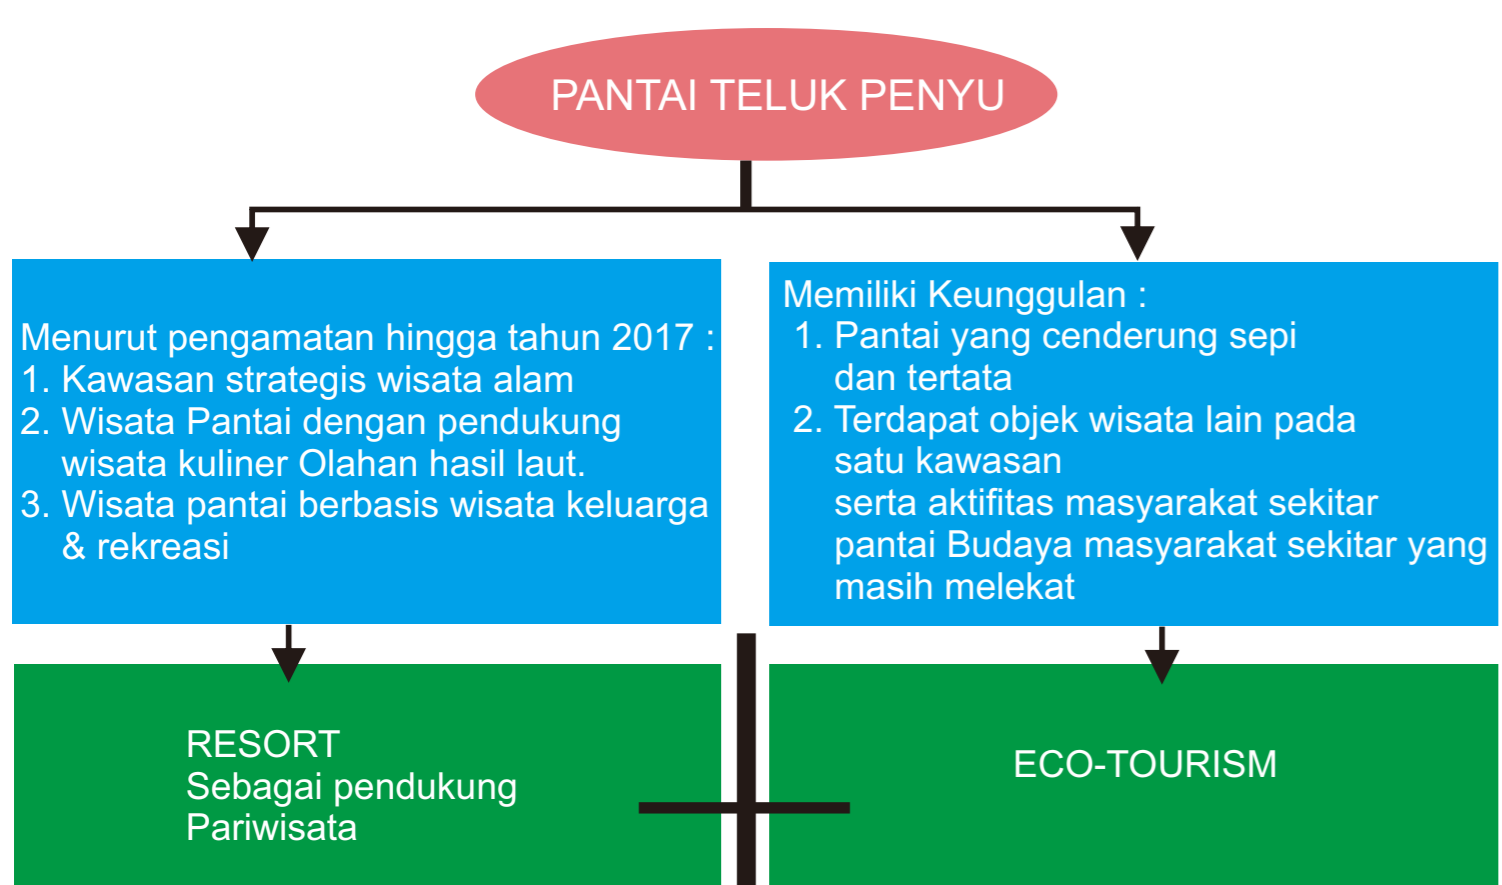 PANTAI TELUK PENYU
Menurut pengamatan hingga tahun 2017 :
1. Kawasan strategis wisata alam
2. Wisata Pantai dengan pendukung
wisata kuliner Olahan hasil laut.
3. Wisata pantai berbasis wisata keluarga
& rekreasi
Memiliki Keunggulan :
1. Pantai yang cenderung sepi
dan tertata
2. Terdapat objek wisata lain pada
satu kawasan
serta aktifitas masyarakat sekitar
pantai Budaya masyarakat sekitar yang
masih melekat
RESORT
Sebagai pendukung
Pariwisata
ECO-TOURISM